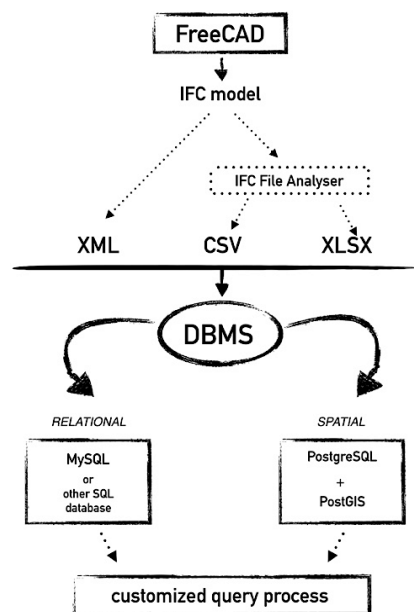 FreeCAD
IFC model
IFC File Analyser
XML CSV XLSX
DBMS
RELATIONAL
MySQL
or
other SQL
database
SPATIAL
PostgreSQL
+
PostGIS
customized query process